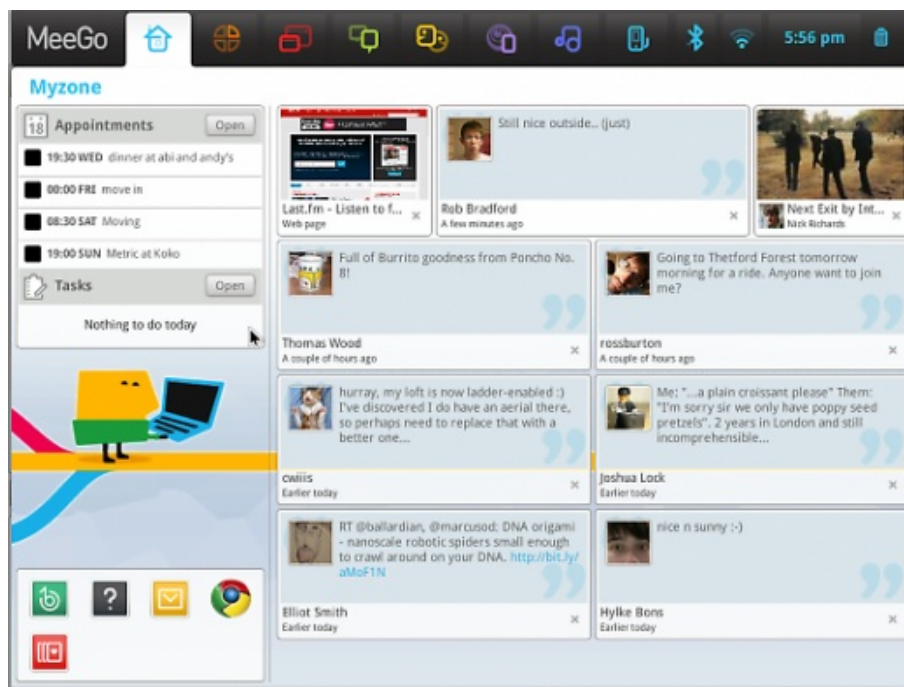 MeeGo
5:56 pm
Myzone
18 Appointments Open
19:30 WED dinner at abi and andy's
00:00 FRI move in
08:30 SAT Moving
19:00 SUN Metric at Koko
Tasks Open
Nothing to do today
Last.fm - Listen to f...
Web page
Still nice outside.. (just)
Rob Bradford
A few minutes ago
Next Exit by Int...
Nick Richards
Full of Burrito goodness from Poncho No.
8!
Thomas Wood
A couple of hours ago
Going to Thetford Forest tomorrow
morning for a ride. Anyone want to join
me?
rossburton
A couple of hours ago
hurray, my loft is now ladder-enabled :)
I've discovered I do have an aerial there,
so perhaps need to replace that with a
better one...
cwiiis
Earlier today
Me: "...a plain croissant please" Them:
"I'm sorry sir we only have poppy seed
pretzels". 2 years in London and still
incomprehensible...
Joshua Lock
Earlier today
RT @ballardian, @marcusod: DNA origami
- nanoscale robotic spiders small enough
to crawl around on your DNA. http://bit.ly/
aMoF1N
Elliot Smith
Earlier today
nice n sunny :-)
Hylke Bons
Earlier today